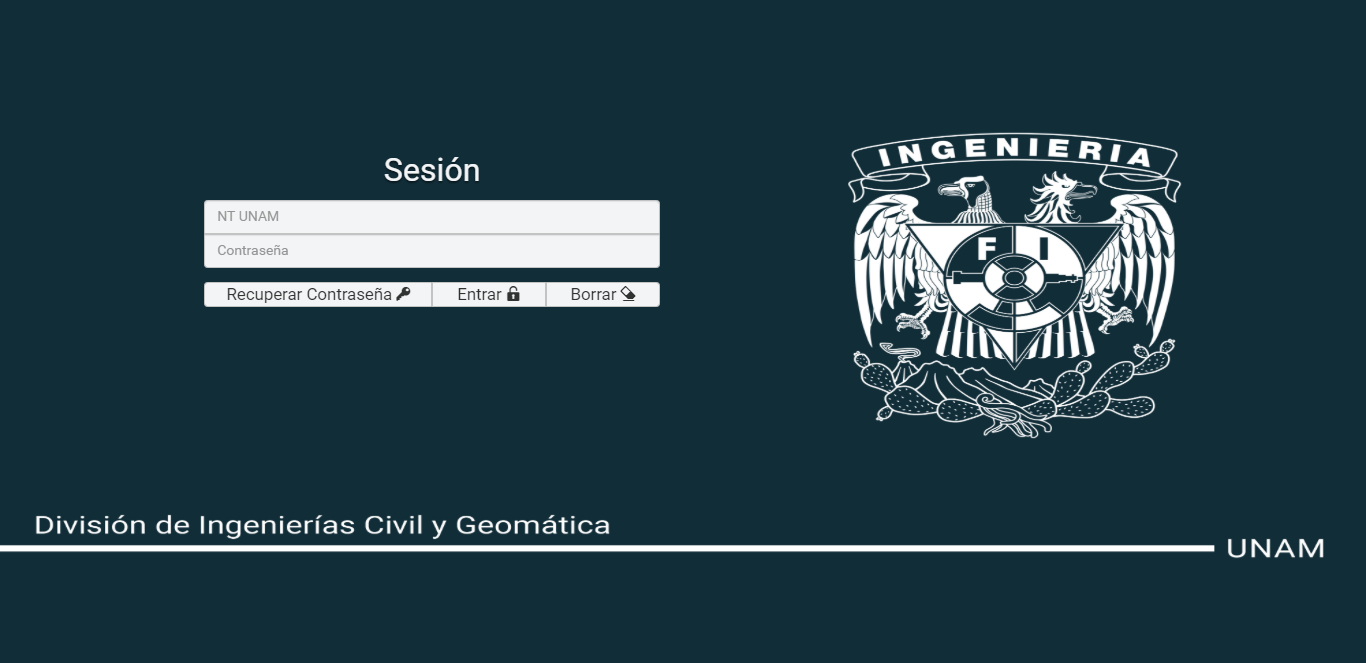 Sesión
NT UNAM
Contraseña
Recuperar Contraseña Entrar Borrar
INGENIERIA
F I
División de Ingenierías Civil y Geomática
UNAM